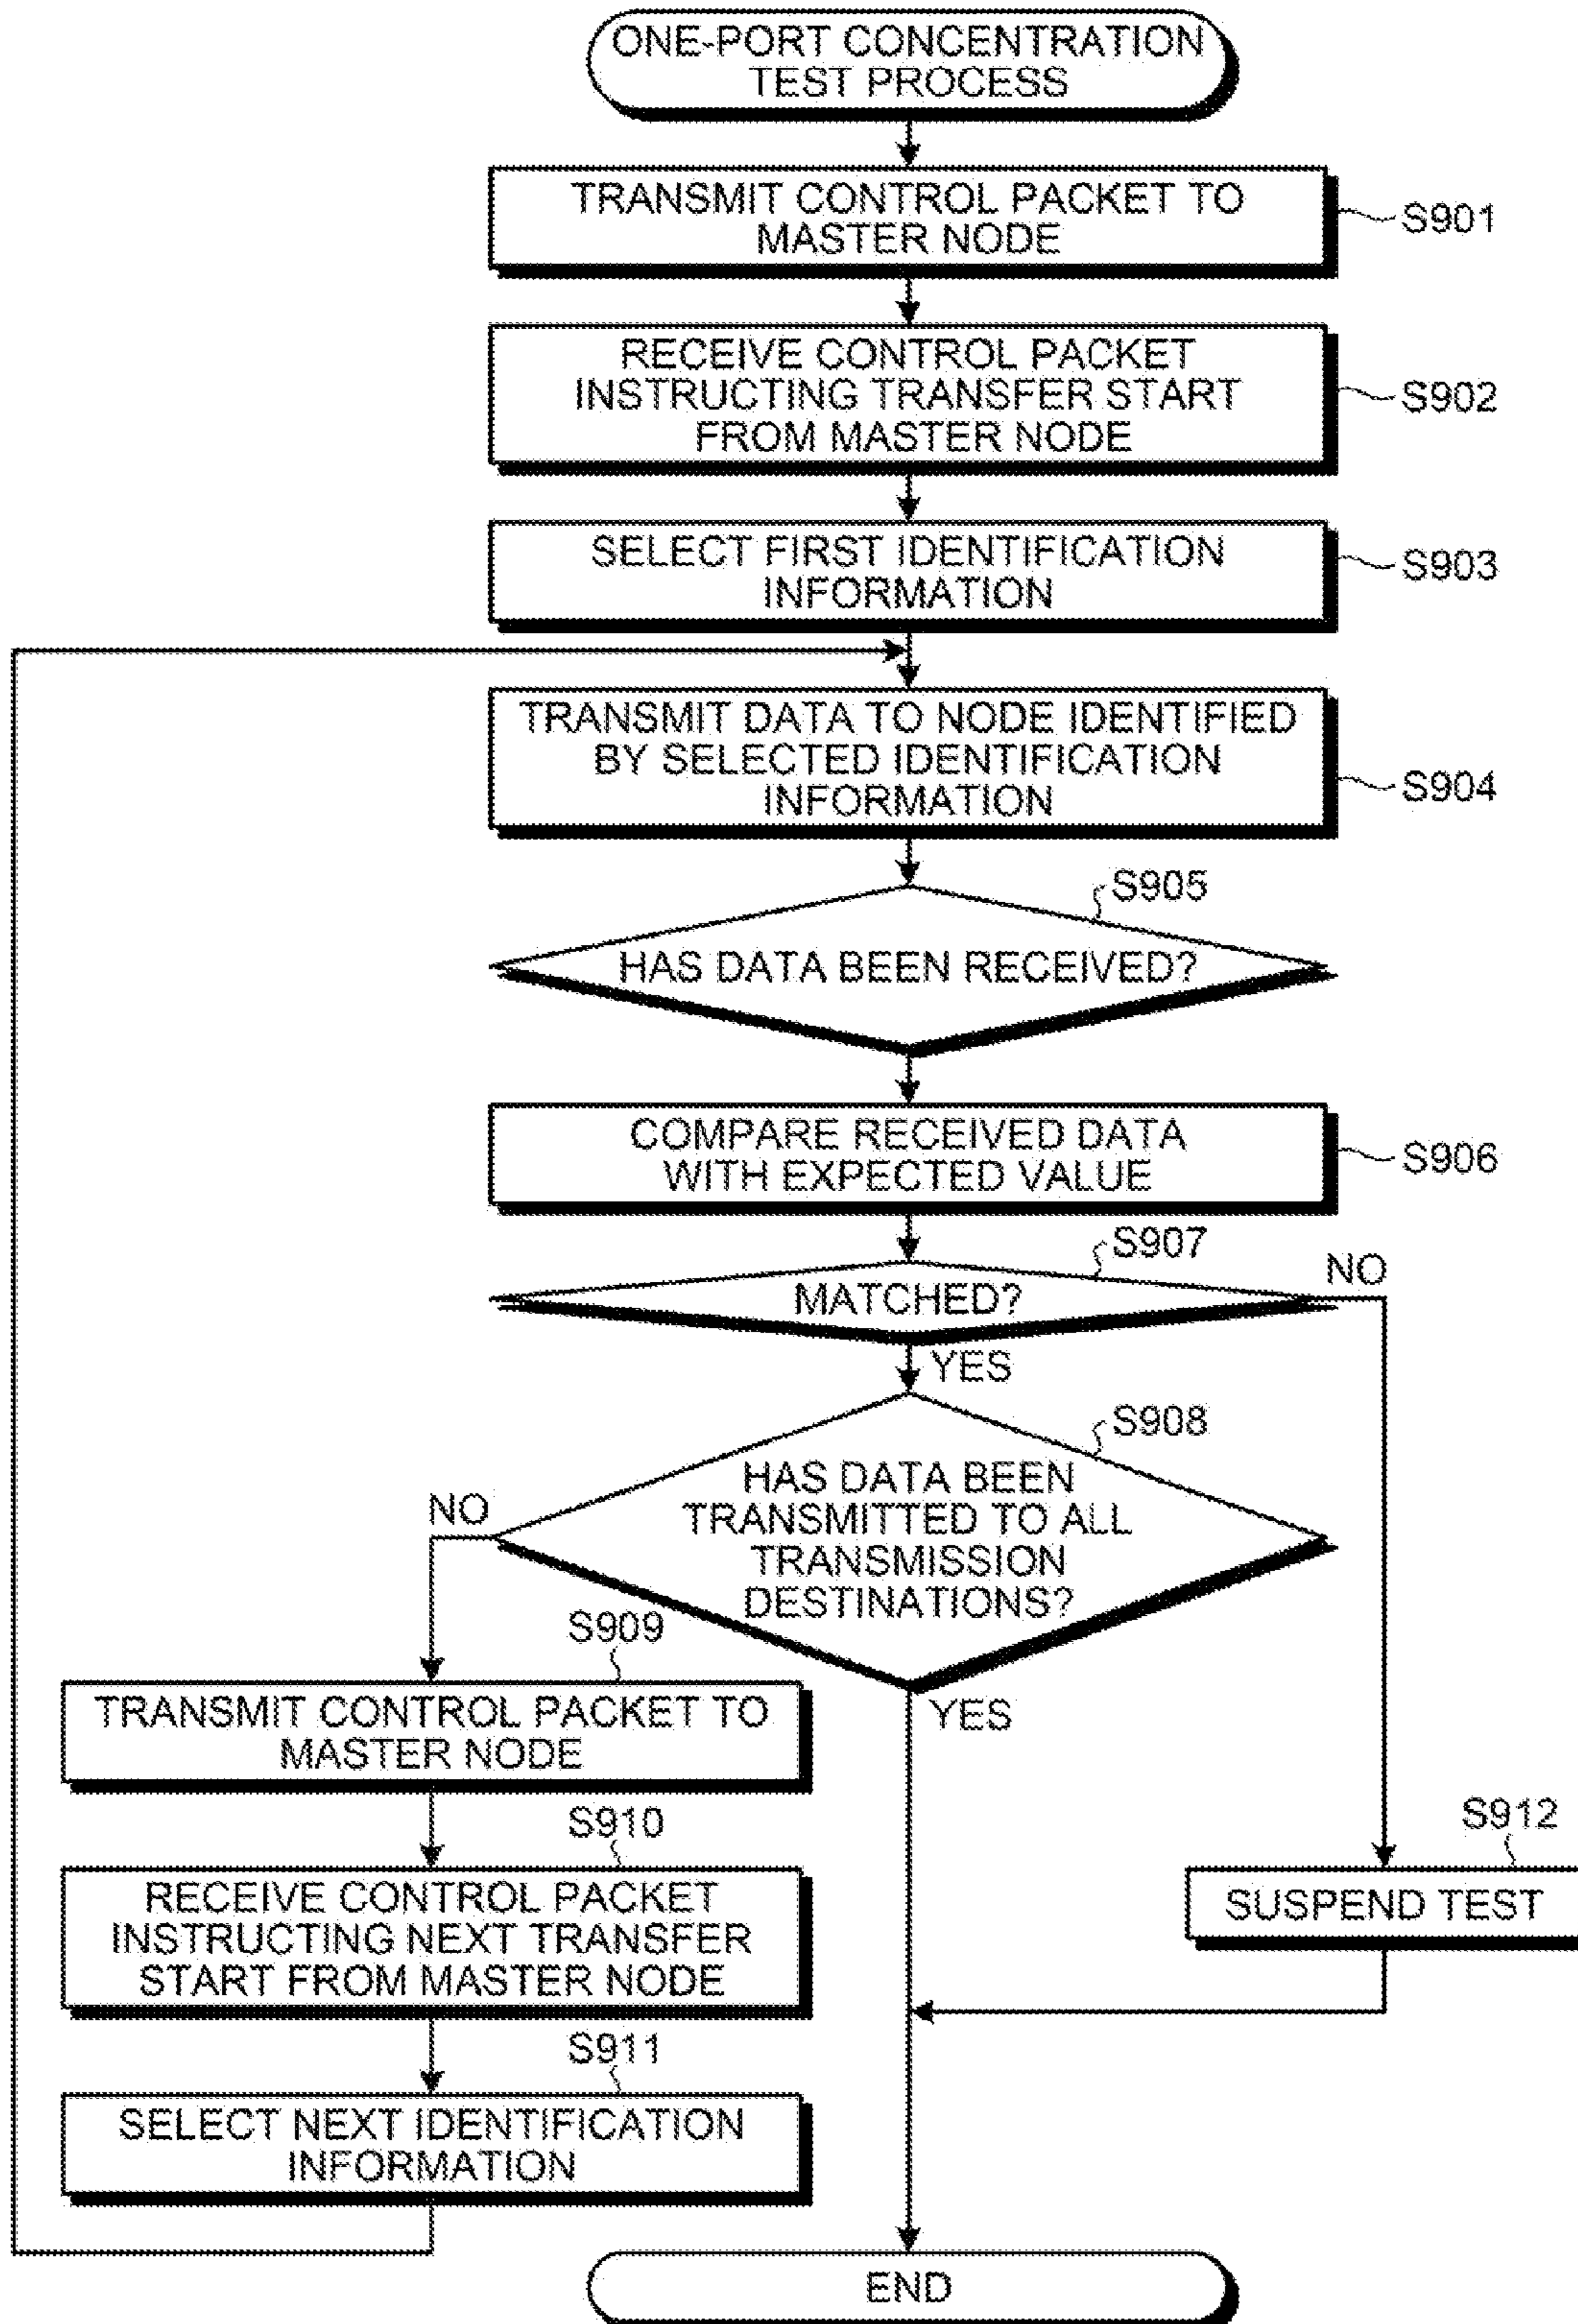 ONE-PORT CONCENTRATION
TEST PROCESS
TRANSMIT CONTROL PACKET TO
MASTER NODE
S901
RECEIVE CONTROL PACKET
INSTRUCTING TRANSFER START
FROM MASTER NODE
S902
SELECT FIRST IDENTIFICATION
INFORMATION
S903
TRANSMIT DATA TO NODE IDENTIFIED
BY SELECTED IDENTIFICATION
INFORMATION
S904
S905
HAS DATA BEEN RECEIVED?
COMPARE RECEIVED DATA
WITH EXPECTED VALUE
S906
S907
MATCHED?
NO
YES
S908
HAS DATA BEEN
TRANSMITTED TO ALL
TRANSMISSION
DESTINATIONS?
NO
YES
S909
TRANSMIT CONTROL PACKET TO
MASTER NODE
S910
RECEIVE CONTROL PACKET
INSTRUCTING NEXT TRANSFER
START FROM MASTER NODE
S911
SELECT NEXT IDENTIFICATION
INFORMATION
S912
SUSPEND TEST
END